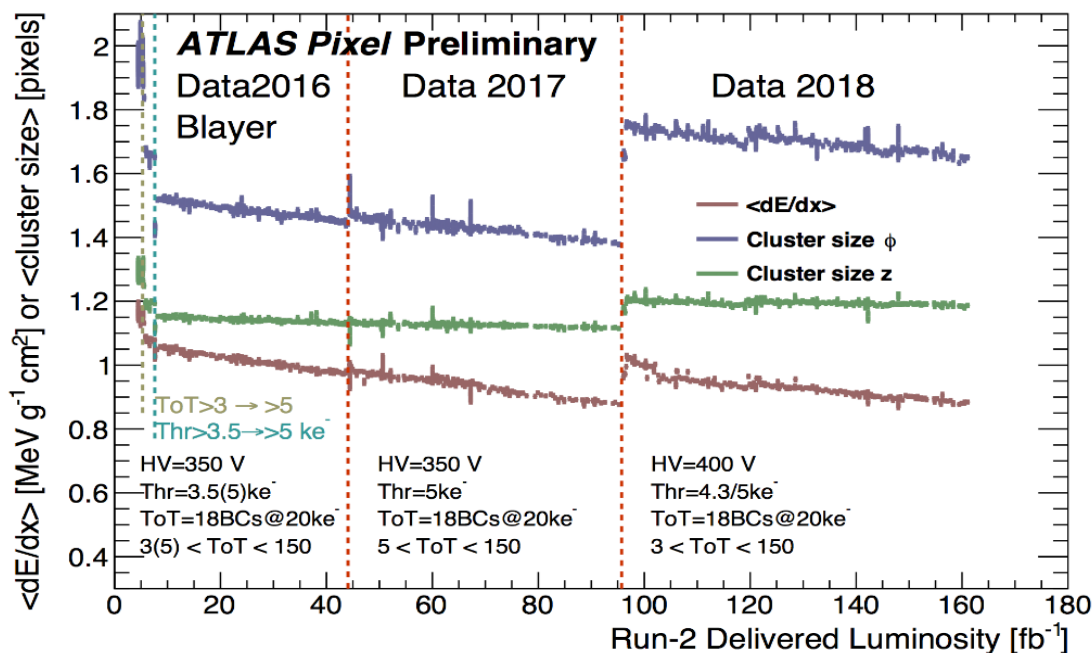 <dE/dx> [MeV g⁻¹ cm²] or <cluster size> [pixels]
2
1.8
1.6
1.4
1.2
1
0.8
0.6
0.4
ATLAS Pixel Preliminary
Data2016
Blayer
Data 2017
Data 2018
<dE/dx>
Cluster size ϕ
Cluster size z
ToT>3 → >5
Thr>3.5→>5 ke⁻
HV=350 V
Thr=3.5(5)ke⁻
ToT=18BCs@20ke⁻
3(5) < ToT < 150
HV=350 V
Thr=5ke⁻
ToT=18BCs@20ke⁻
5 < ToT < 150
HV=400 V
Thr=4.3/5ke⁻
ToT=18BCs@20ke⁻
3 < ToT < 150
0 20 40 60 80 100 120 140 160 180
Run-2 Delivered Luminosity [fb⁻¹]